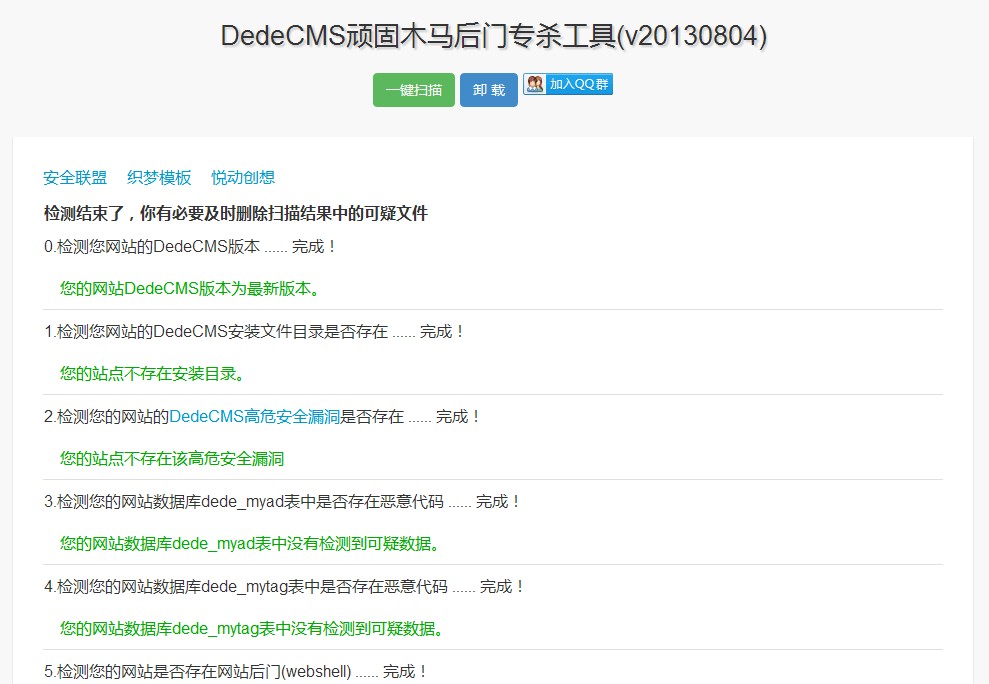 DedeCMS顽固木马后门专杀工具(v20130804)
一键扫描 卸 载 加入QQ群
安全联盟 织梦模板 悦动创想
检测结束了，你有必要及时删除扫描结果中的可疑文件
0.检测您网站的DedeCMS版本 ...... 完成！
您的网站DedeCMS版本为最新版本。
1.检测您网站的DedeCMS安装文件目录是否存在 ...... 完成！
您的站点不存在安装目录。
2.检测您的网站的DedeCMS高危安全漏洞是否存在 ...... 完成！
您的站点不存在该高危安全漏洞
3.检测您的网站数据库dede_myad表中是否存在恶意代码 ...... 完成！
您的网站数据库dede_myad表中没有检测到可疑数据。
4.检测您的网站数据库dede_mytag表中是否存在恶意代码 ...... 完成！
您的网站数据库dede_mytag表中没有检测到可疑数据。
5.检测您的网站是否存在网站后门(webshell) ...... 完成！